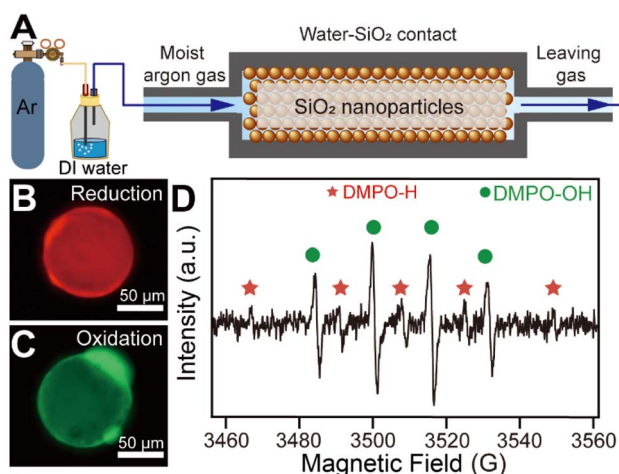 A
Water-SiO₂ contact
Moist
argon gas
Leaving
gas
Ar
SiO₂ nanoparticles
DI water
B
Reduction
50 µm
C
Oxidation
50 µm
D
★DMPO-H
●DMPO-OH
Intensity (a.u.)
3460 3480 3500 3520 3540 3560
Magnetic Field (G)